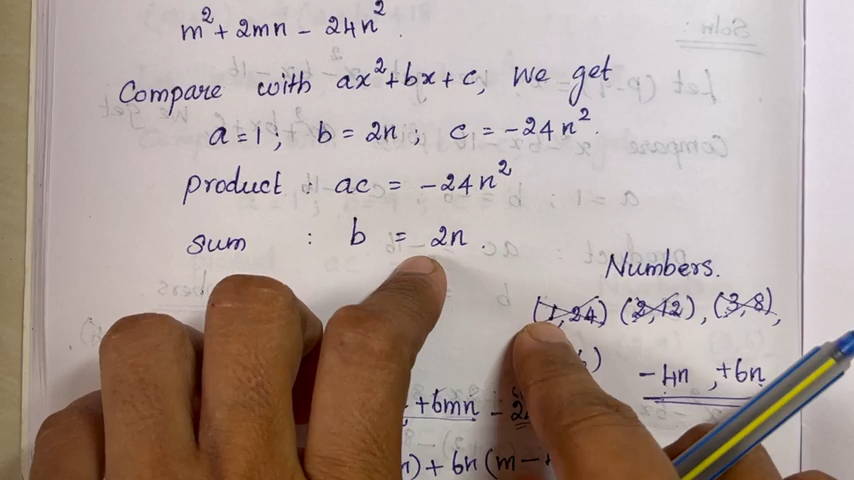 m² + 2mn - 24n².
Compare with ax² + bx + c, we get
a = 1 ; b = 2n ; c = -24n².
product : ac = -24n²
sum : b = 2n.
Numbers.
(1,24) (2,12), (3,8),
)
-4n, +6n
+6mn - 2
) + 6n (m -